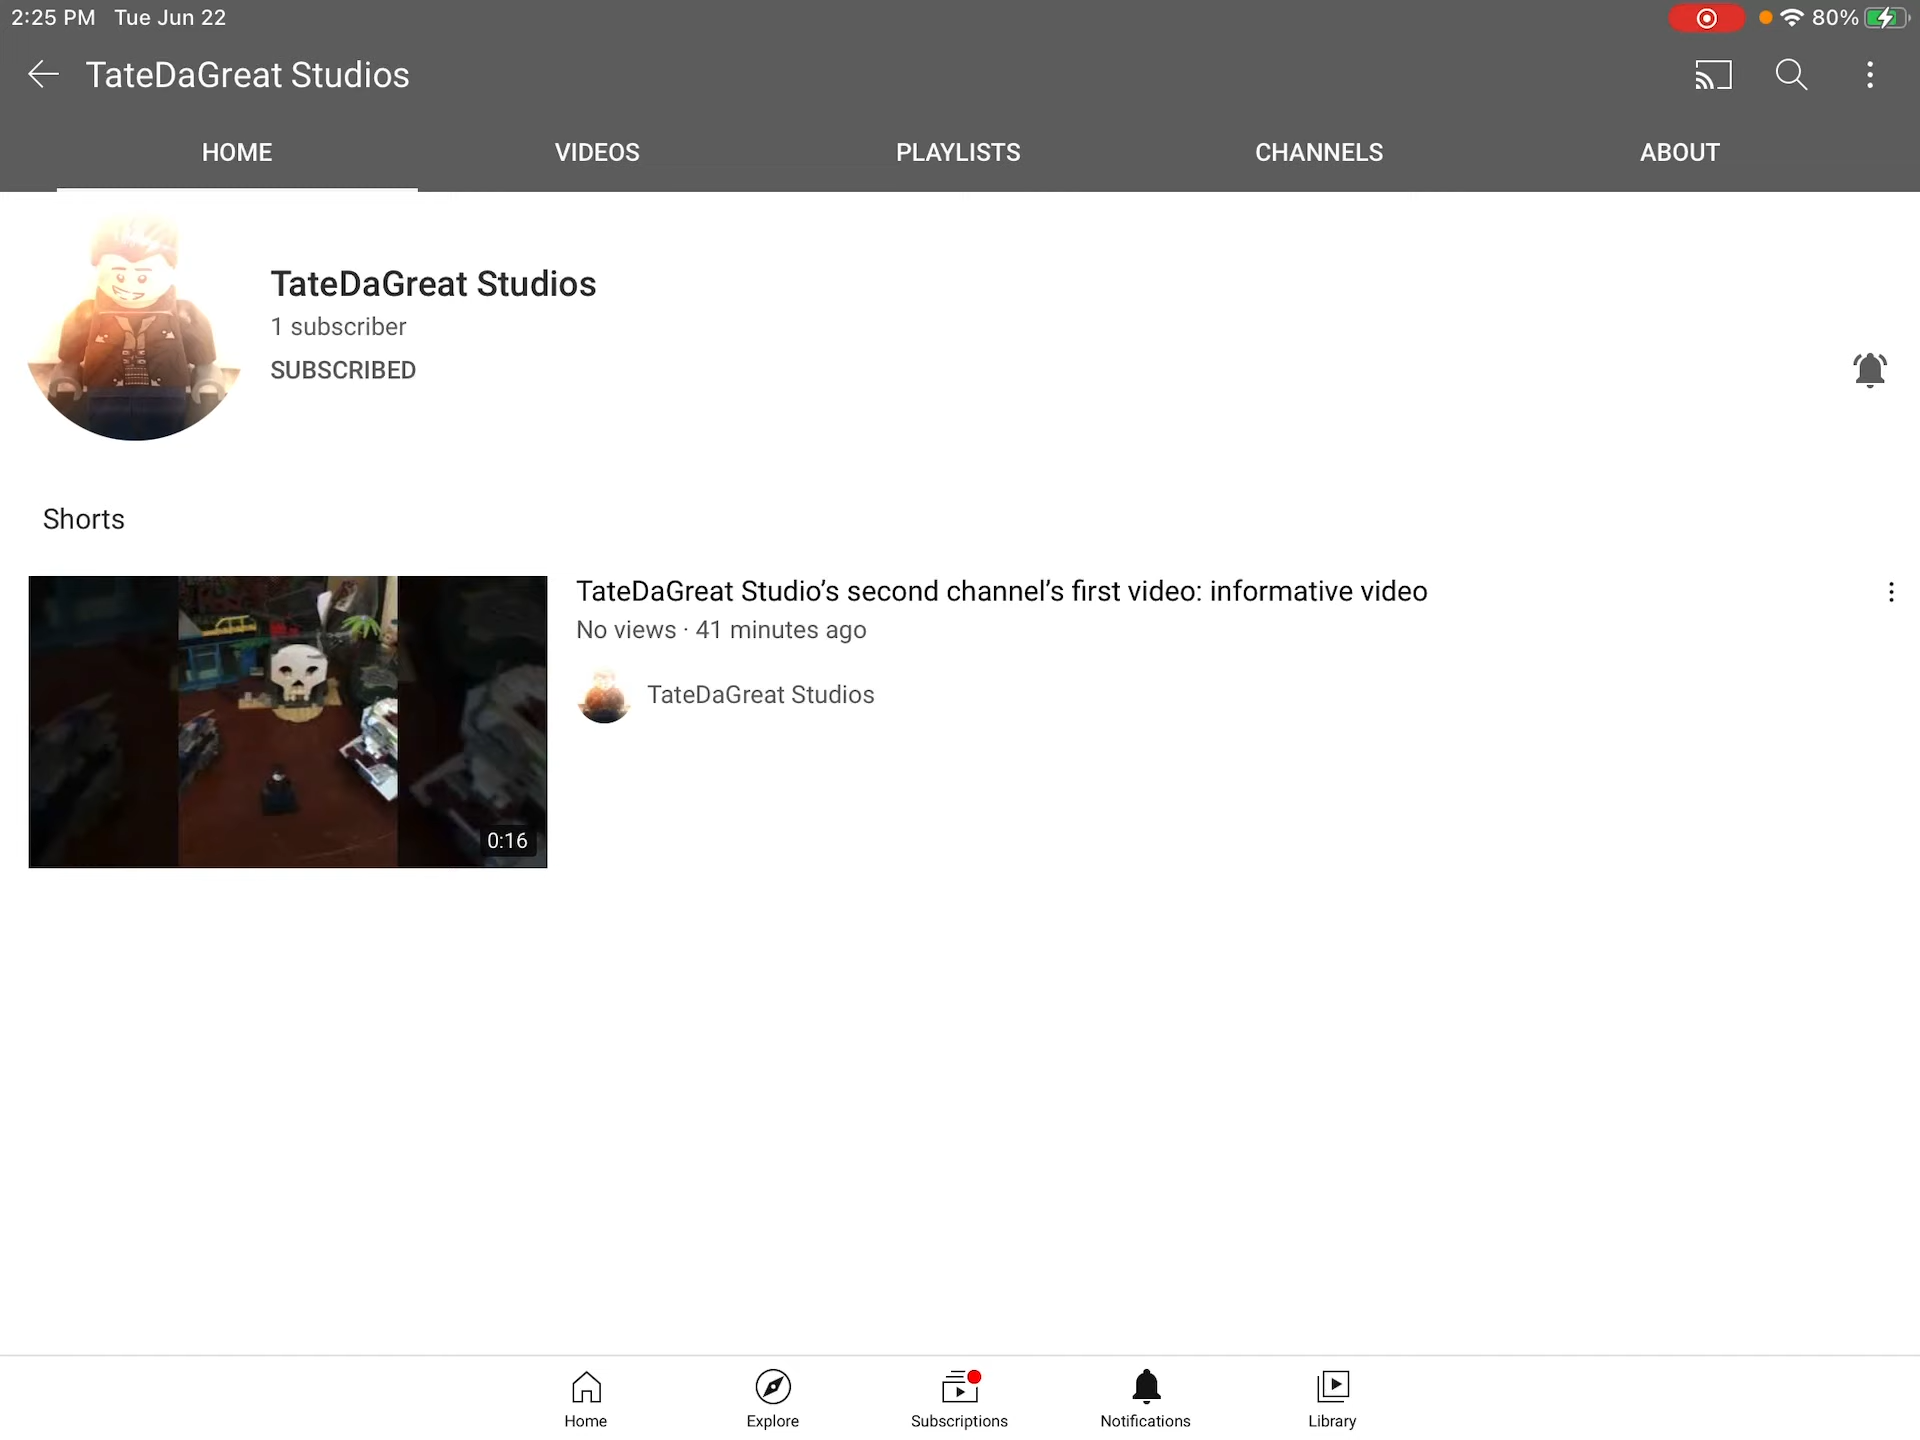 2:25 PM Tue Jun 22
80%
TateDaGreat Studios
HOME VIDEOS PLAYLISTS CHANNELS ABOUT
TateDaGreat Studios
1 subscriber
SUBSCRIBED
Shorts
TateDaGreat Studio’s second channel’s first video: informative video
No views · 41 minutes ago
TateDaGreat Studios
0:16
Home Explore Subscriptions Notifications Library